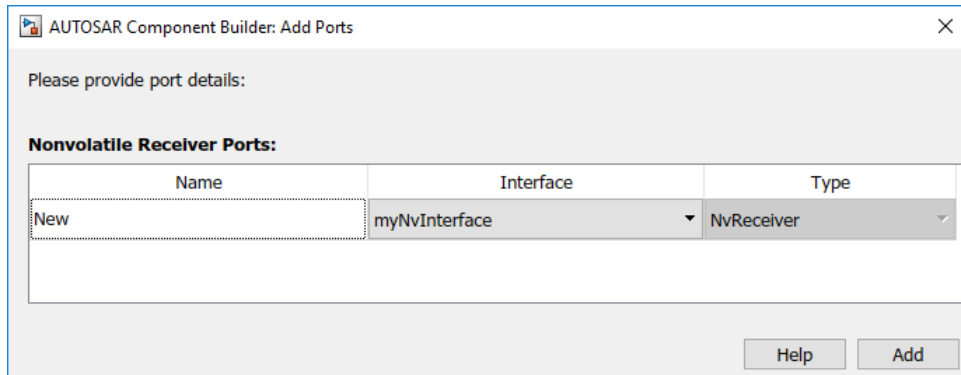 AUTOSAR Component Builder: Add Ports
Please provide port details:
Nonvolatile Receiver Ports:
Name Interface Type
New myNvInterface NvReceiver
Help Add